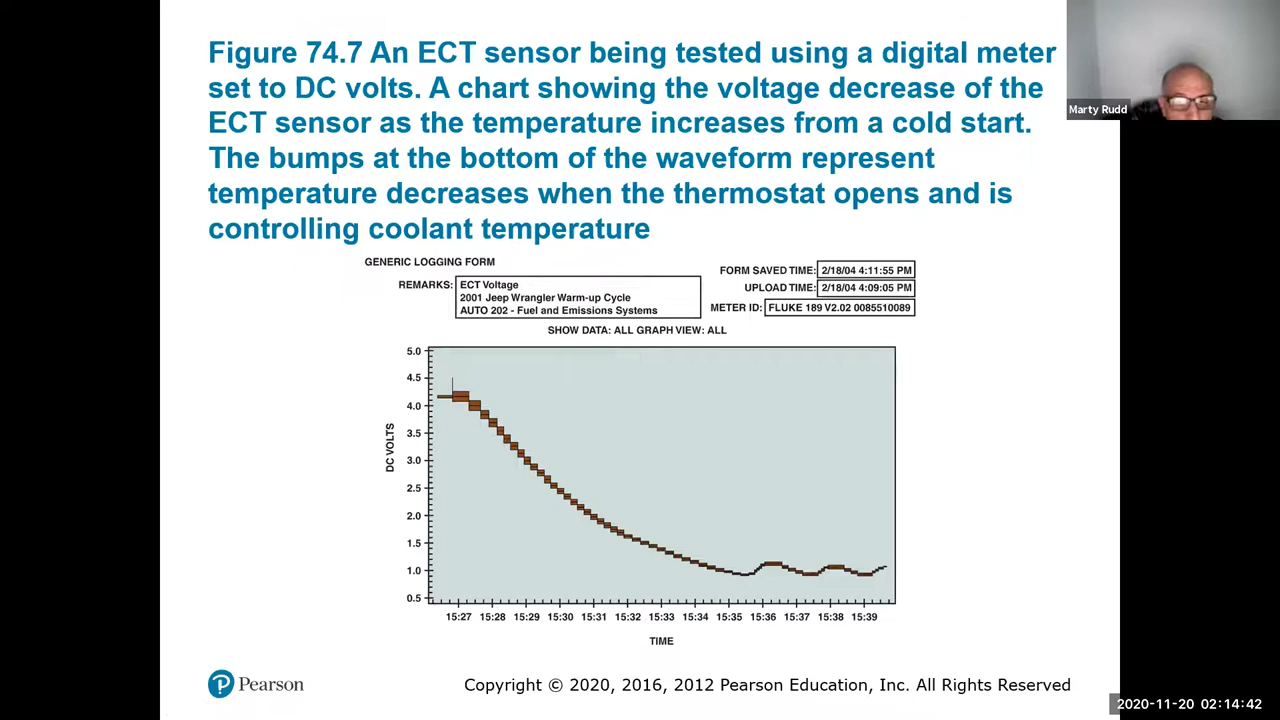 Figure 74.7 An ECT sensor being tested using a digital meter
set to DC volts. A chart showing the voltage decrease of the
ECT sensor as the temperature increases from a cold start.
The bumps at the bottom of the waveform represent
temperature decreases when the thermostat opens and is
controlling coolant temperature
Marty Rudd
GENERIC LOGGING FORM
REMARKS: ECT Voltage
2001 Jeep Wrangler Warm-up Cycle
AUTO 202 - Fuel and Emissions Systems
FORM SAVED TIME: 2/18/04 4:11:55 PM
UPLOAD TIME: 2/18/04 4:09:05 PM
METER ID: FLUKE 189 V2.02 0085510089
SHOW DATA: ALL GRAPH VIEW: ALL
DC VOLTS
5.0
4.5
4.0
3.5
3.0
2.5
2.0
1.5
1.0
0.5
15:27 15:28 15:29 15:30 15:31 15:32 15:33 15:34 15:35 15:36 15:37 15:38 15:39
TIME
Pearson
Copyright © 2020, 2016, 2012 Pearson Education, Inc. All Rights Reserved
2020-11-20 02:14:42